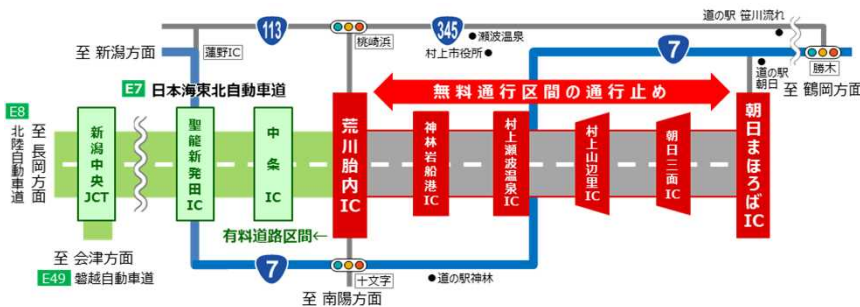 113
345
道の駅 笹川流れ
至 新潟方面
蓮野IC
桃崎浜
瀬波温泉
村上市役所
7
勝木
道の駅
朝日
至 鶴岡方面
E7 日本海東北自動車道
無料通行区間の通行止め
E8
北陸自動車道
至 長岡方面
新潟中央JCT
聖籠新発田IC
中条IC
荒川胎内IC
神林岩船港IC
村上瀬波温泉IC
村上山辺里IC
朝日三面IC
朝日まほろばIC
有料道路区間←
至 会津方面
E49 磐越自動車道
7
十文字
道の駅神林
至 南陽方面